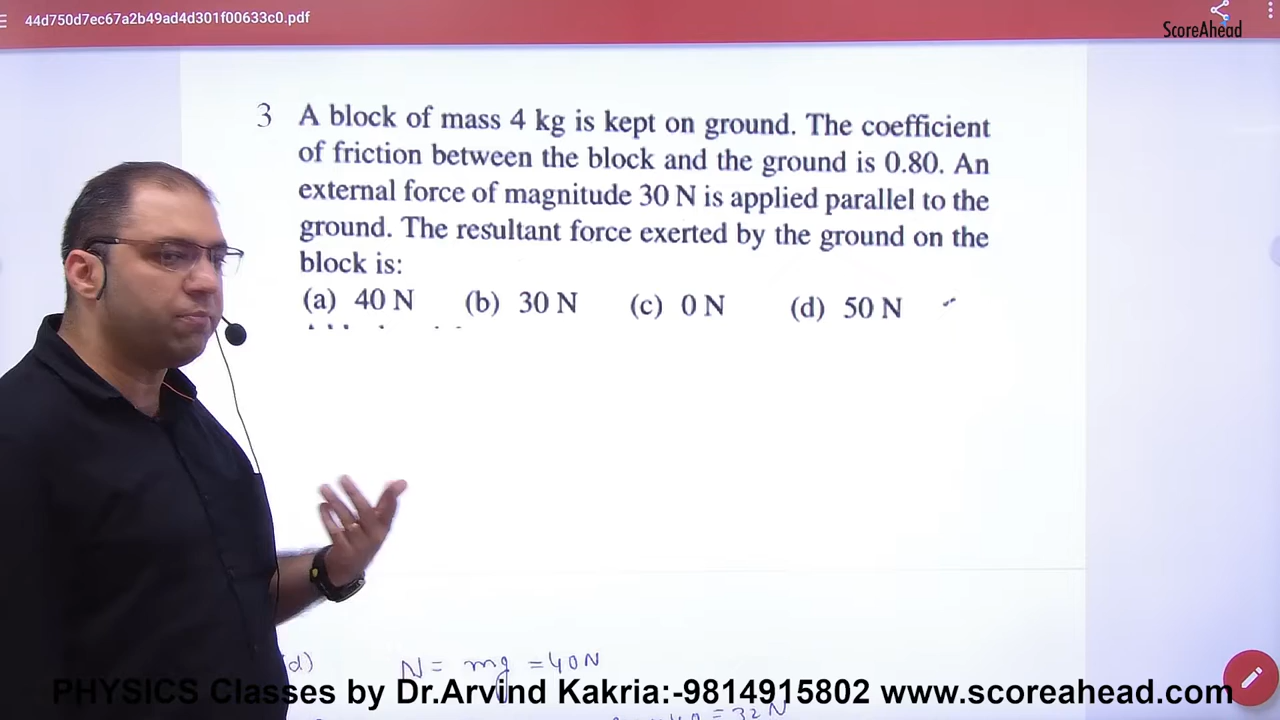 44d750d7ec67a2b49ad4d301f00633c0.pdf
ScoreAhead
3 A block of mass 4 kg is kept on ground. The coefficient
of friction between the block and the ground is 0.80. An
external force of magnitude 30 N is applied parallel to the
ground. The resultant force exerted by the ground on the
block is:
(a) 40 N (b) 30 N (c) 0 N (d) 50 N
(d) N = mg = 40N
= 32 N
PHYSICS Classes by Dr.Arvind Kakria:-9814915802 www.scoreahead.com